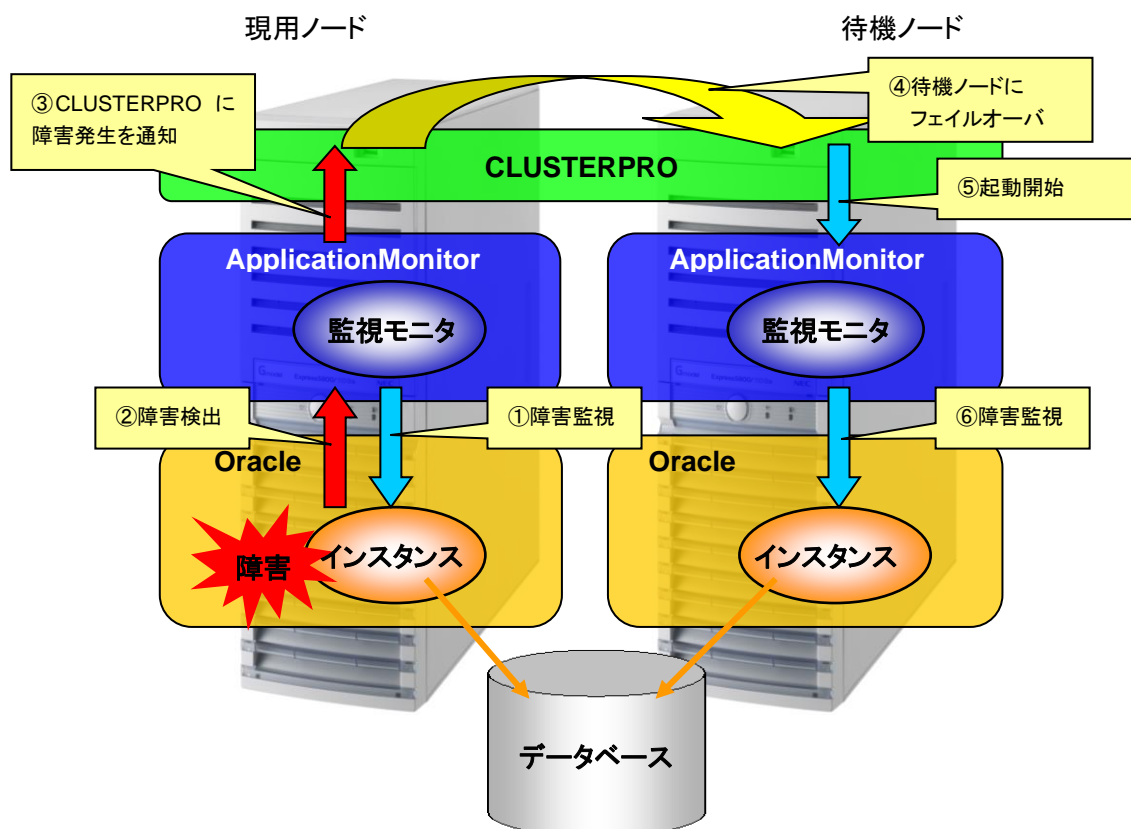 現用ノード
待機ノード
③CLUSTERPRO に
障害発生を通知
④待機ノードに
フェイルオーバ
CLUSTERPRO
⑤起動開始
ApplicationMonitor
ApplicationMonitor
監視モニタ
監視モニタ
②障害検出
①障害監視
⑥障害監視
Oracle
Oracle
障害
インスタンス
インスタンス
データベース